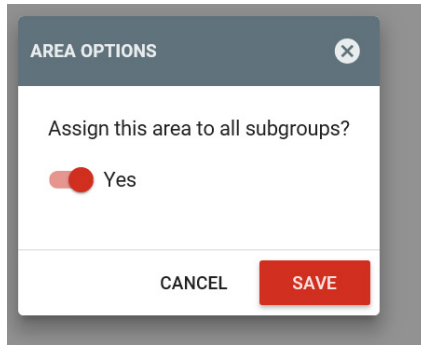 AREA OPTIONS
Assign this area to all subgroups?
Yes
CANCEL SAVE